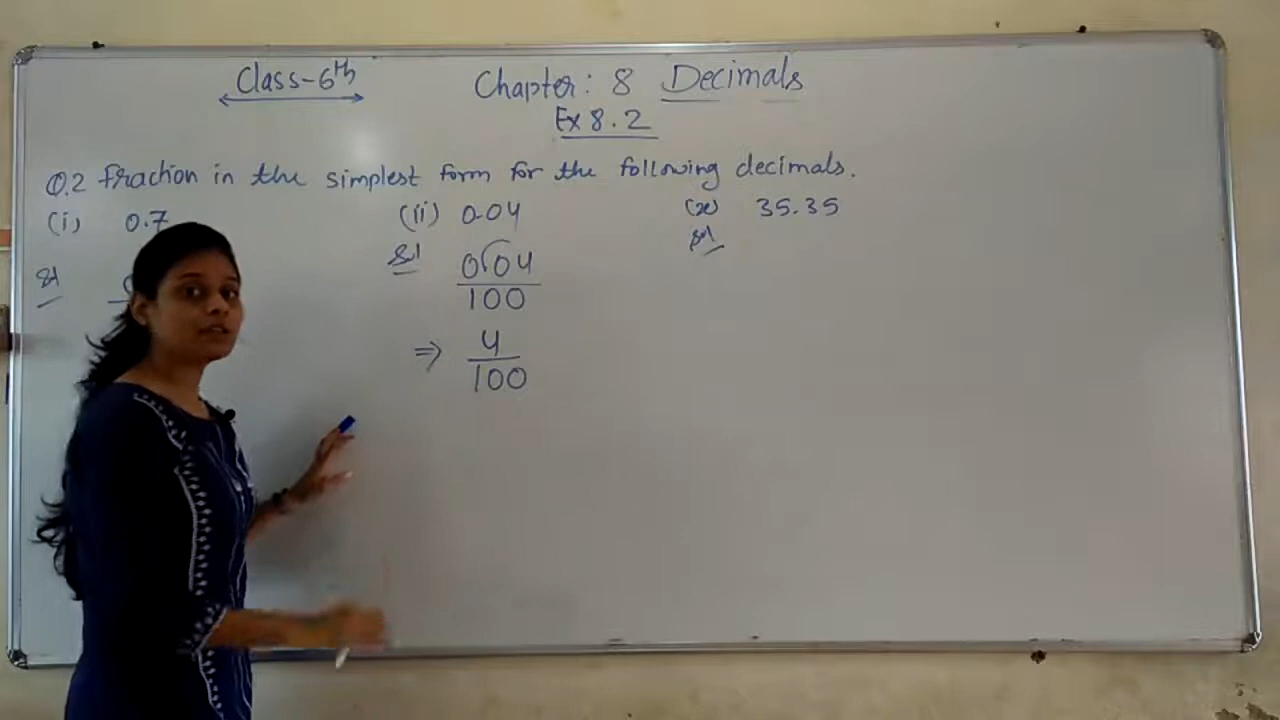 Class-6th
Chapter: 8 Decimals
Ex 8.2
Q.2 fraction in the simplest form for the following decimals.
(i) 0.7 (ii) 0.04 (x) 35.35
Sol Sol Sol
0.04
100
⇒ 4
100